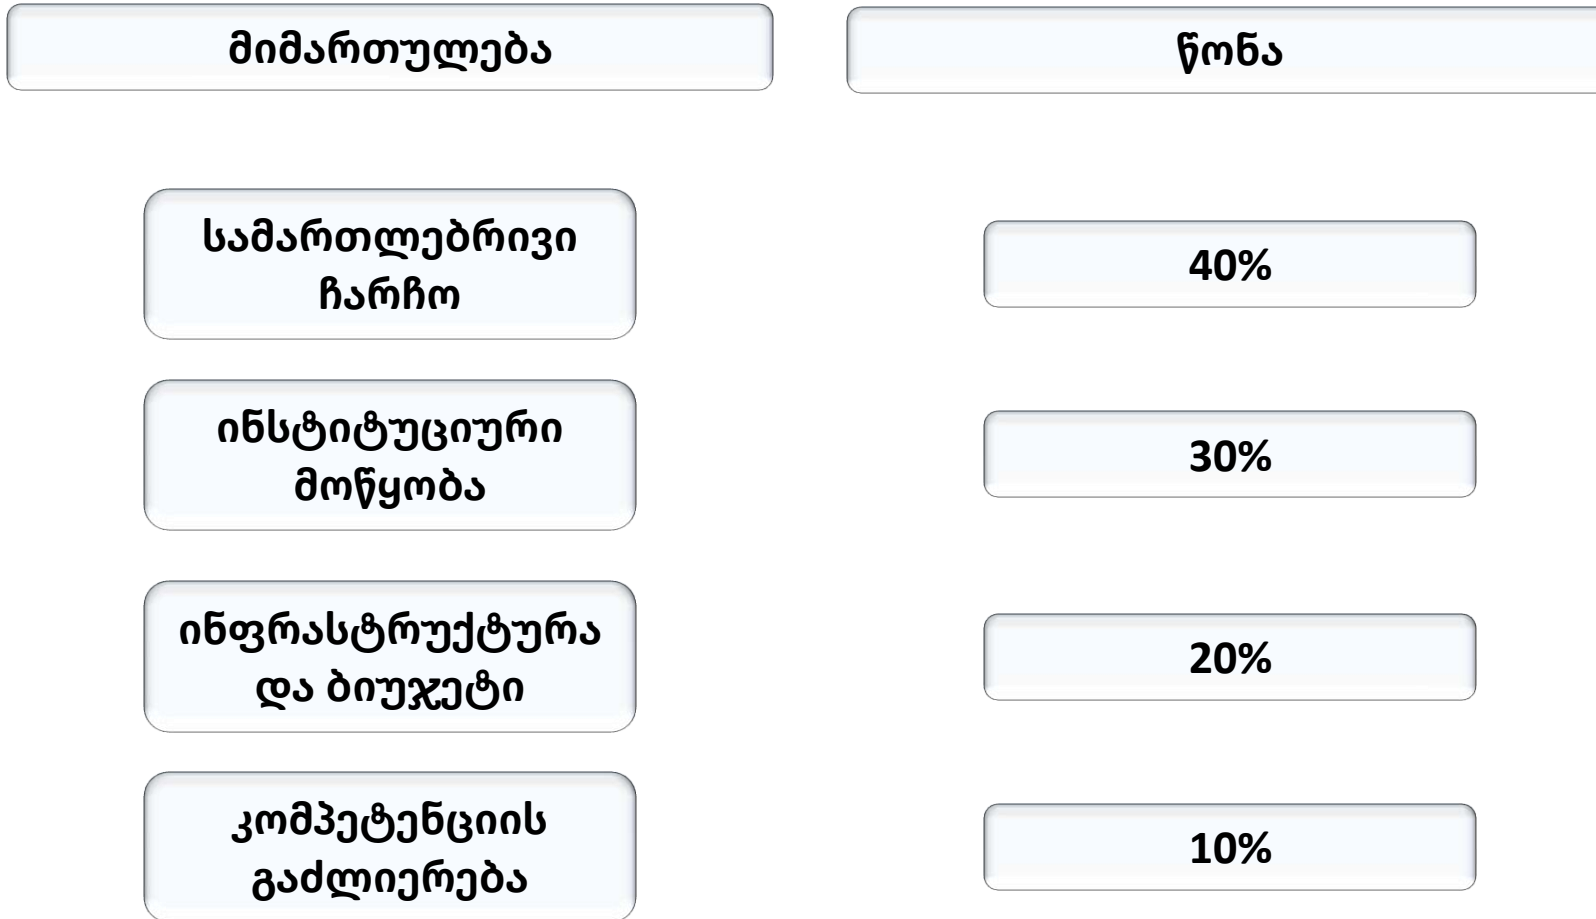 მიმართულება
წონა
სამართლებრივი
ჩარჩო
40%
ინსტიტუციური
მოწყობა
30%
ინფრასტრუქტურა
და ბიუჯეტი
20%
კომპეტენციის
გაძლიერება
10%